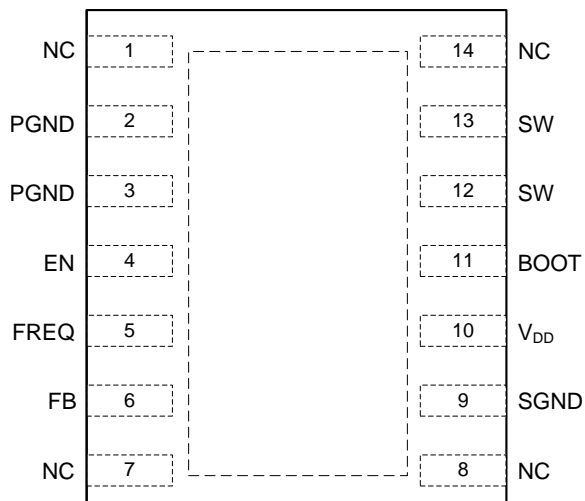 NC 1 14 NC
PGND 2 13 SW
PGND 3 12 SW
EN 4 11 BOOT
FREQ 5 10 VDD
FB 6 9 SGND
NC 7 8 NC